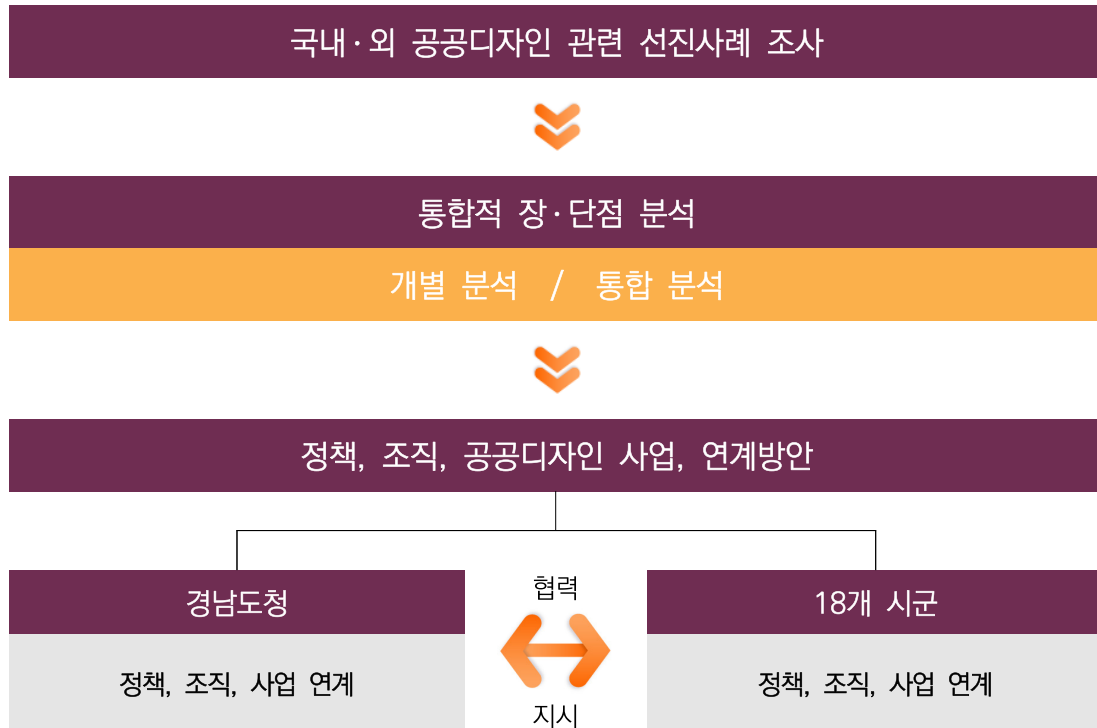 국내·외 공공디자인 관련 선진사례 조사
통합적 장·단점 분석
개별 분석 / 통합 분석
정책, 조직, 공공디자인 사업, 연계방안
경남도청
협력
18개 시군
정책, 조직, 사업 연계
정책, 조직, 사업 연계
지시